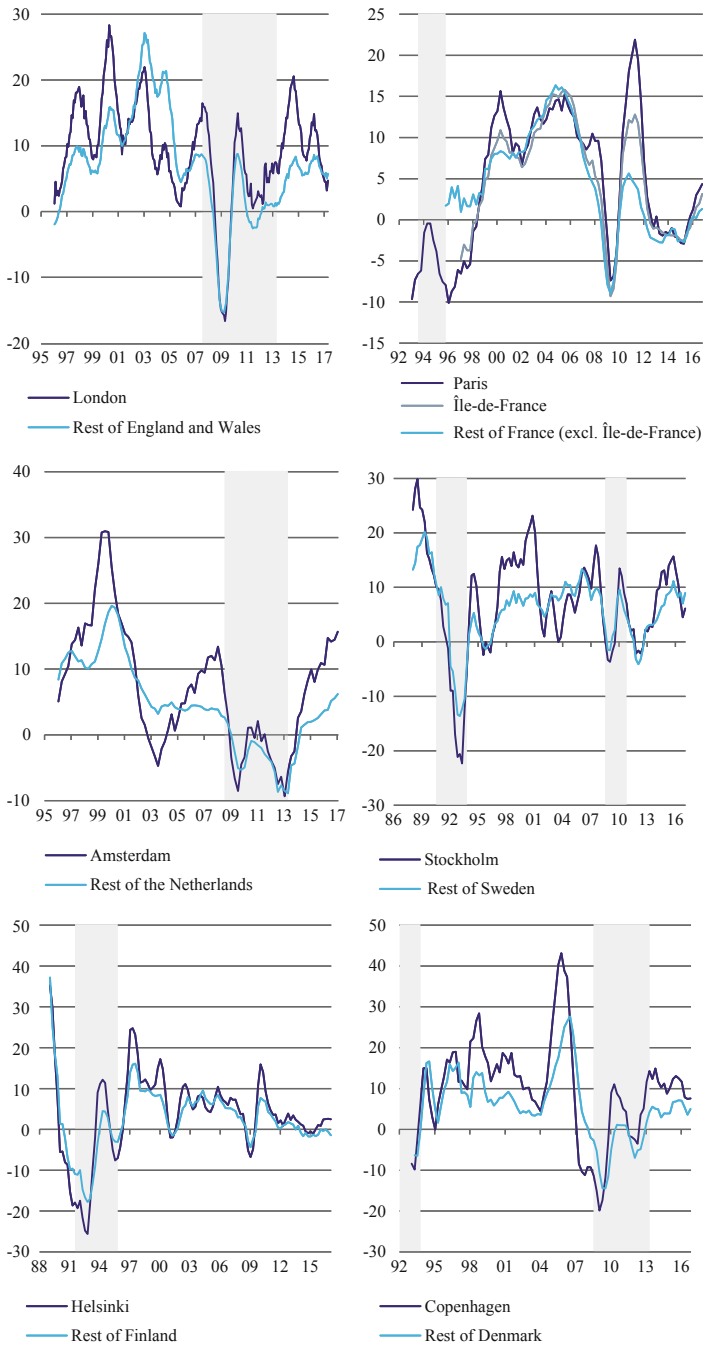 30
20
10
0
-10
-20
95 97 99 01 03 05 07 09 11 13 15 17
London
Rest of England and Wales
25
20
15
10
5
0
-5
-10
-15
92 94 96 98 00 02 04 06 08 10 12 14 16
Paris
Île-de-France
Rest of France (excl. Île-de-France)
40
30
20
10
0
-10
95 97 99 01 03 05 07 09 11 13 15 17
Amsterdam
Rest of the Netherlands
30
20
10
0
-10
-20
-30
86 89 92 95 98 01 04 07 10 13 16
Stockholm
Rest of Sweden
50
40
30
20
10
0
-10
-20
-30
88 91 94 97 00 03 06 09 12 15
Helsinki
Rest of Finland
50
40
30
20
10
0
-10
-20
-30
92 95 98 01 04 07 10 13 16
Copenhagen
Rest of Denmark